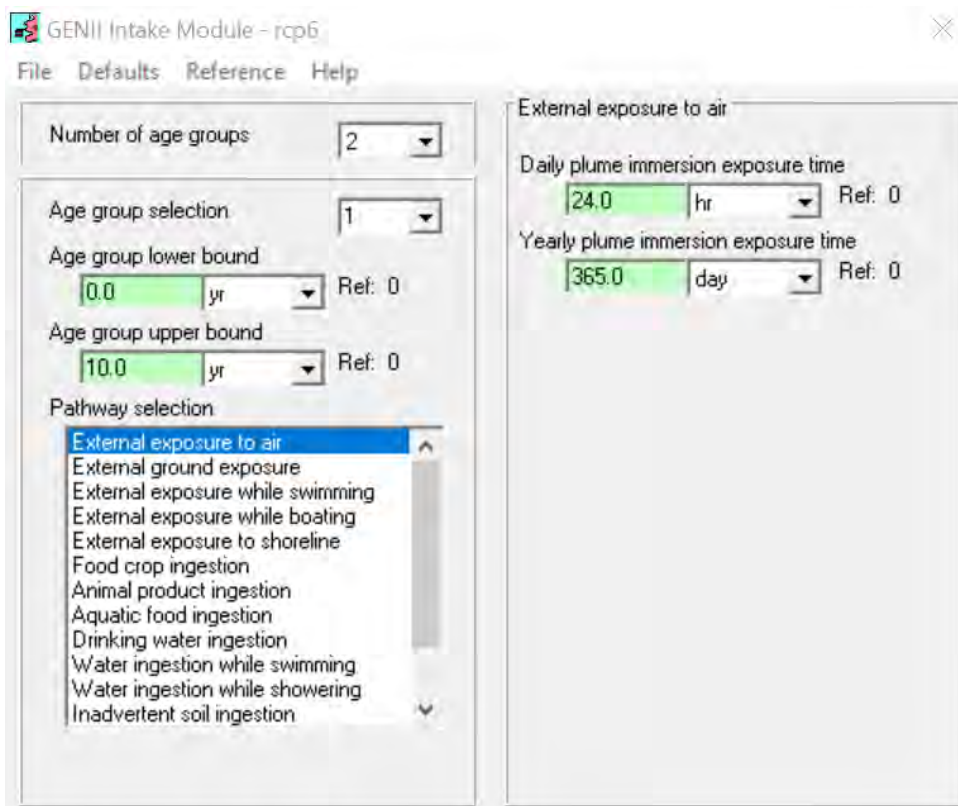 GENII Intake Module - rcp6
File Defaults Reference Help
Number of age groups
2
Age group selection
1
Age group lower bound
0.0 yr Ref: 0
Age group upper bound
10.0 yr Ref: 0
Pathway selection
External exposure to air
External ground exposure
External exposure while swimming
External exposure while boating
External exposure to shoreline
Food crop ingestion
Animal product ingestion
Aquatic food ingestion
Drinking water ingestion
Water ingestion while swimming
Water ingestion while showering
Inadvertent soil ingestion
External exposure to air
Daily plume immersion exposure time
24.0 hr Ref: 0
Yearly plume immersion exposure time
365.0 day Ref: 0